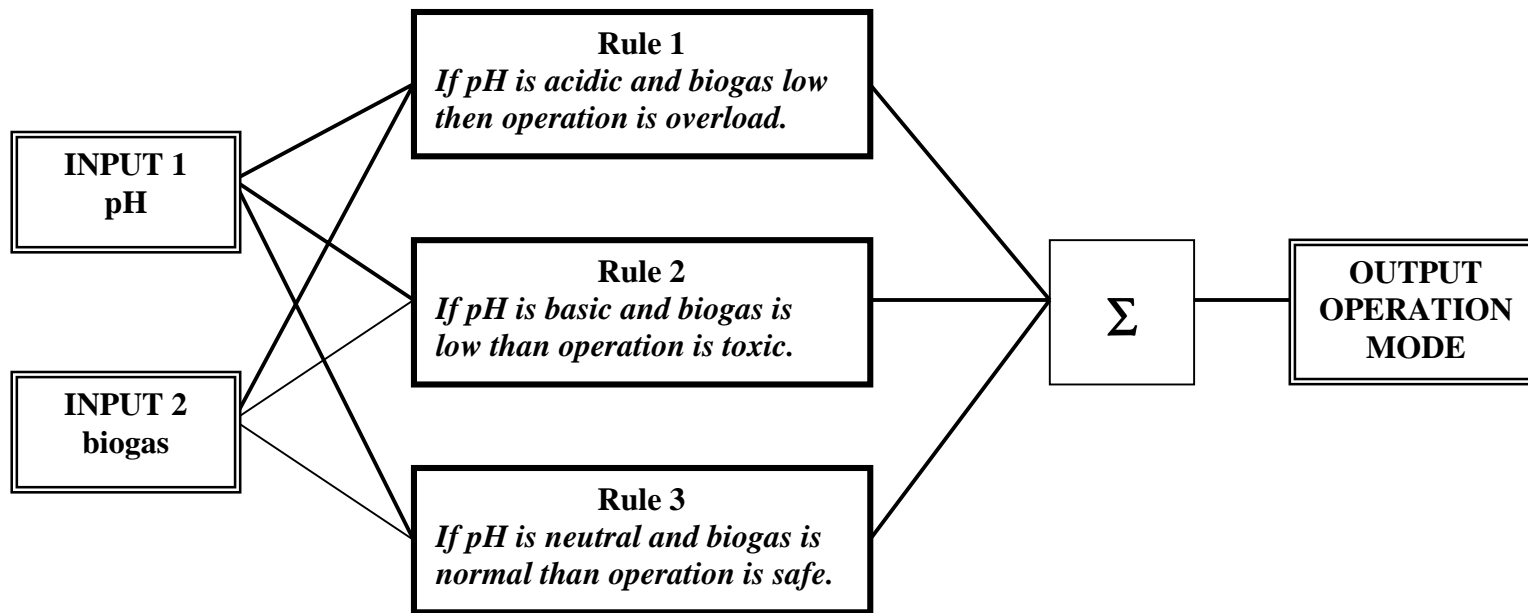 INPUT 1
pH
INPUT 2
biogas
Rule 1
If pH is acidic and biogas low
then operation is overload.
Rule 2
If pH is basic and biogas is
low than operation is toxic.
Rule 3
If pH is neutral and biogas is
normal than operation is safe.
Σ
OUTPUT
OPERATION
MODE